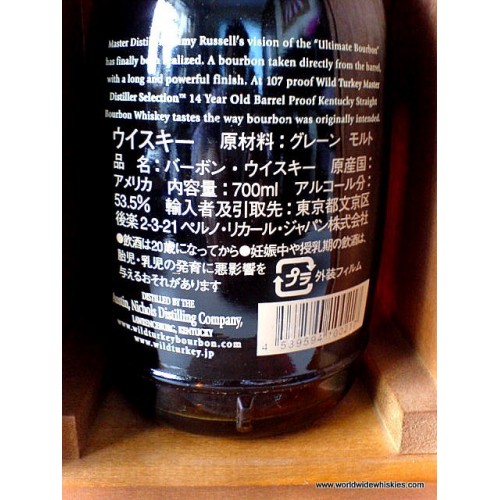 Master Distiller Jimmy Russell's vision of the "Ultimate Bourbon"
has finally been realized. A bourbon taken directly from the barrel,
with a long and powerful finish. At 107 proof Wild Turkey Master
Distiller Selection™ 14 Year Old Barrel Proof Kentucky Straight
Bourbon Whiskey tastes the way bourbon was originally intended.
ウイスキー 原材料:グレーン モルト
品 名:バーボン・ウイスキー 原産国:
アメリカ 内容量:700ml アルコール分:
53.5% 輸入者及引取先:東京都文京区
後楽2-3-21 ペルノ・リカール・ジャパン株式会社
●飲酒は20歳になってから●妊娠中や授乳期の飲酒は、
胎児・乳児の発育に悪影響を
与えるおそれがあります
プラ 外装フィルム
DISTILLED BY THE
Austin, Nichols Distilling Company,
LAWRENCEBURG, KENTUCKY
www.wildturkeybourbon.com
www.wildturkey.jp
www.worldwidewhiskies.com